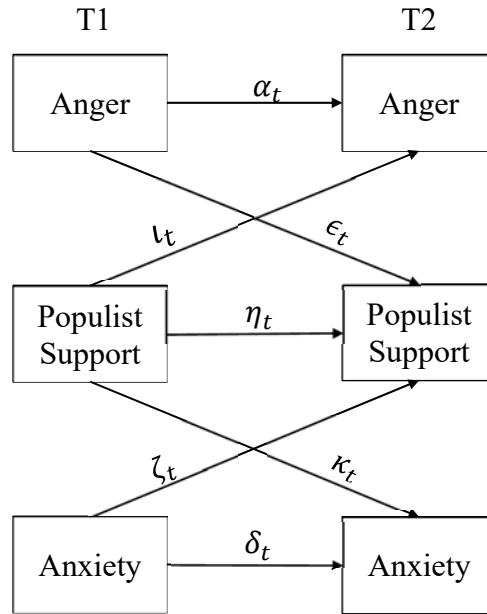 T1
T2
Anger
α_t
Anger
ι_t
ϵ_t
Populist
Support
η_t
Populist
Support
ζ_t
κ_t
Anxiety
δ_t
Anxiety